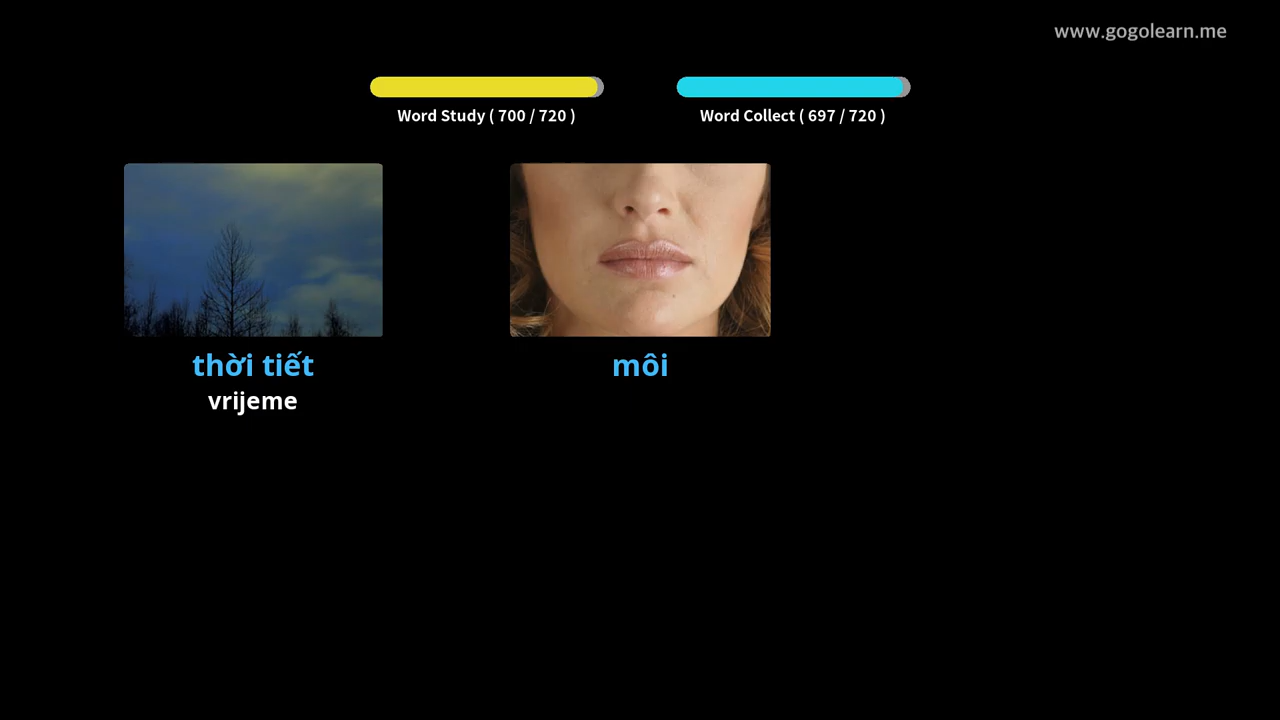 www.gogolearn.me
Word Study ( 700 / 720 )
Word Collect ( 697 / 720 )
thời tiết
môi
vrijeme